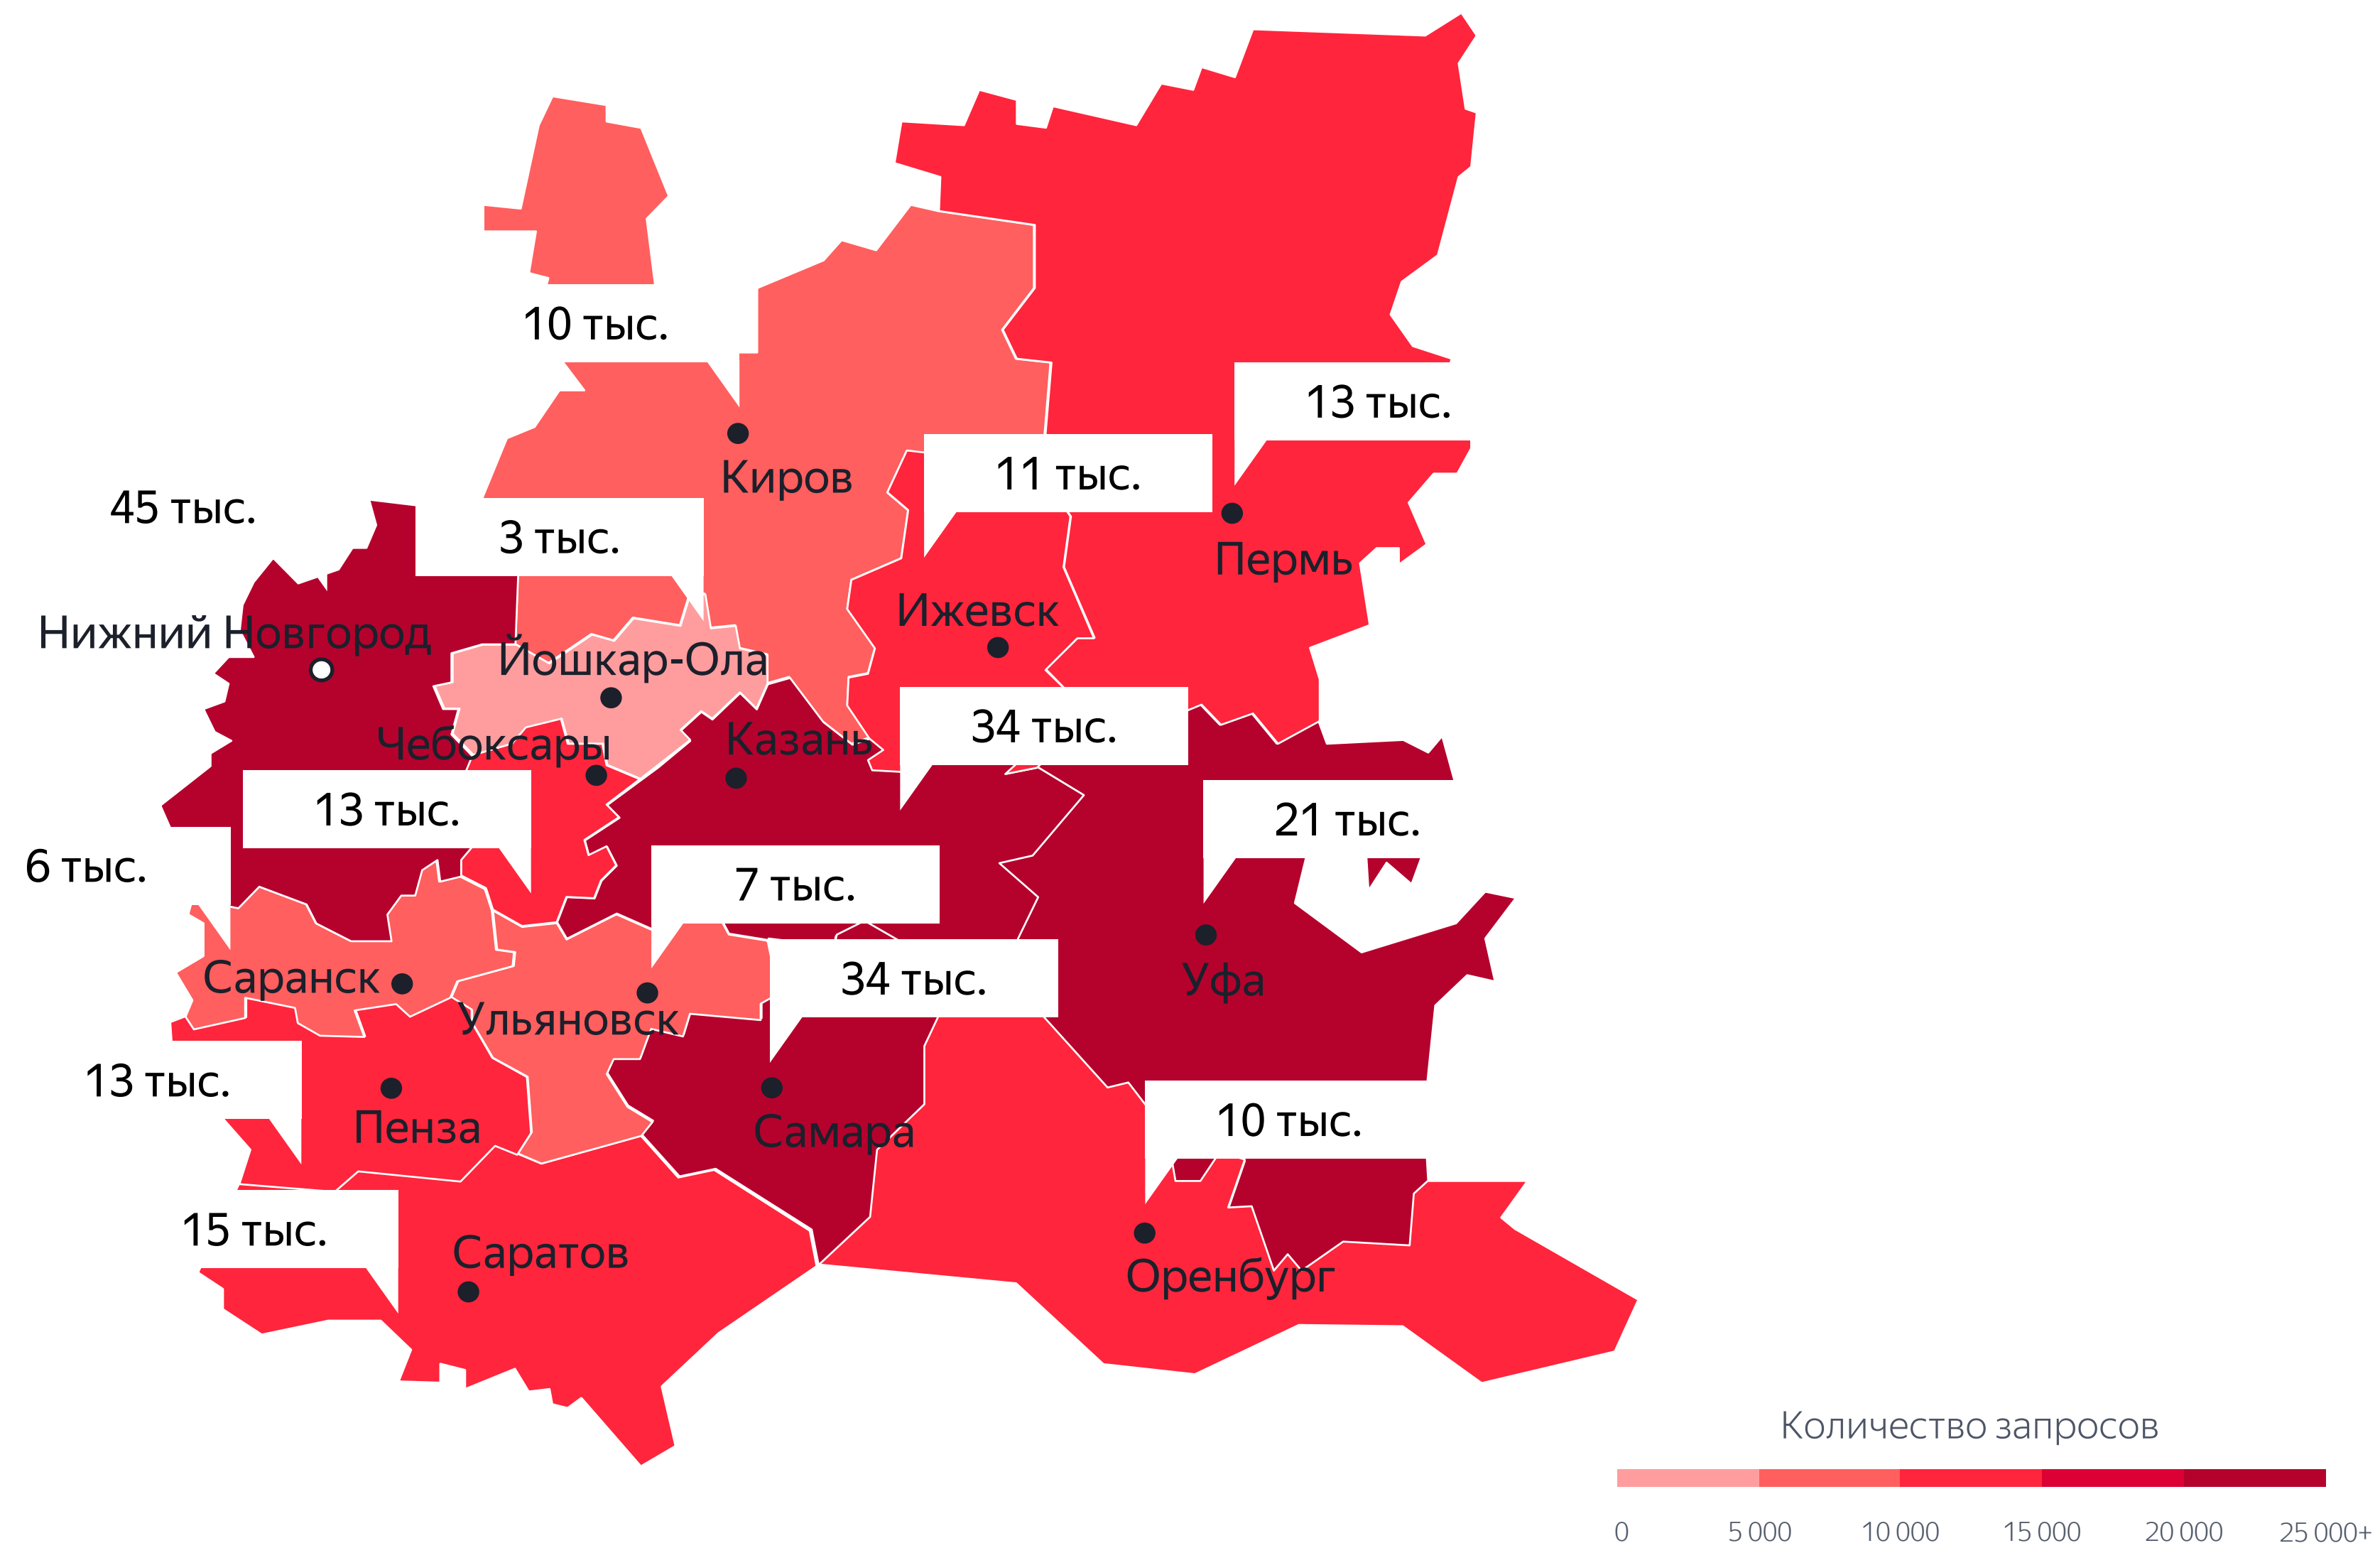 10 тыс.
13 тыс.
Киров
11 тыс.
45 тыс.
3 тыс.
Пермь
Ижевск
Нижний Новгород
Йошкар-Ола
34 тыс.
Чебоксары
Казань
13 тыс.
21 тыс.
6 тыс.
7 тыс.
Саранск
34 тыс.
Уфа
Ульяновск
13 тыс.
Пенза
Самара
10 тыс.
15 тыс.
Саратов
Оренбург
Количество запросов
0 5 000 10 000 15 000 20 000 25 000+